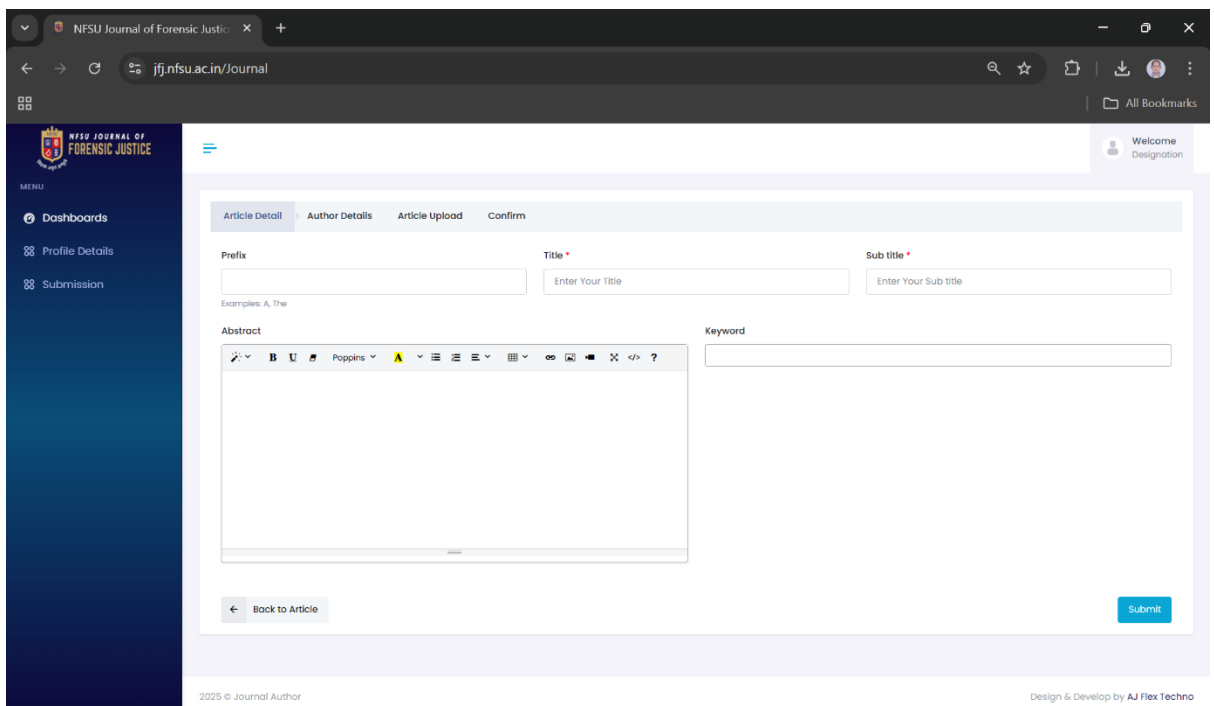 NFSU Journal of Forensic Justic
jfj.nfsu.ac.in/Journal
All Bookmarks
NFSU JOURNAL OF
FORENSIC JUSTICE
Welcome
Designation
MENU
Dashboards
Profile Details
Submission
Article Detail Author Details Article Upload Confirm
Prefix Title * Sub title *
Enter Your Title Enter Your Sub title
Examples: A, The
Abstract Keyword
B U Poppins A </> ?
Back to Article Submit
2025 © Journal Author Design & Develop by AJ Flex Techno